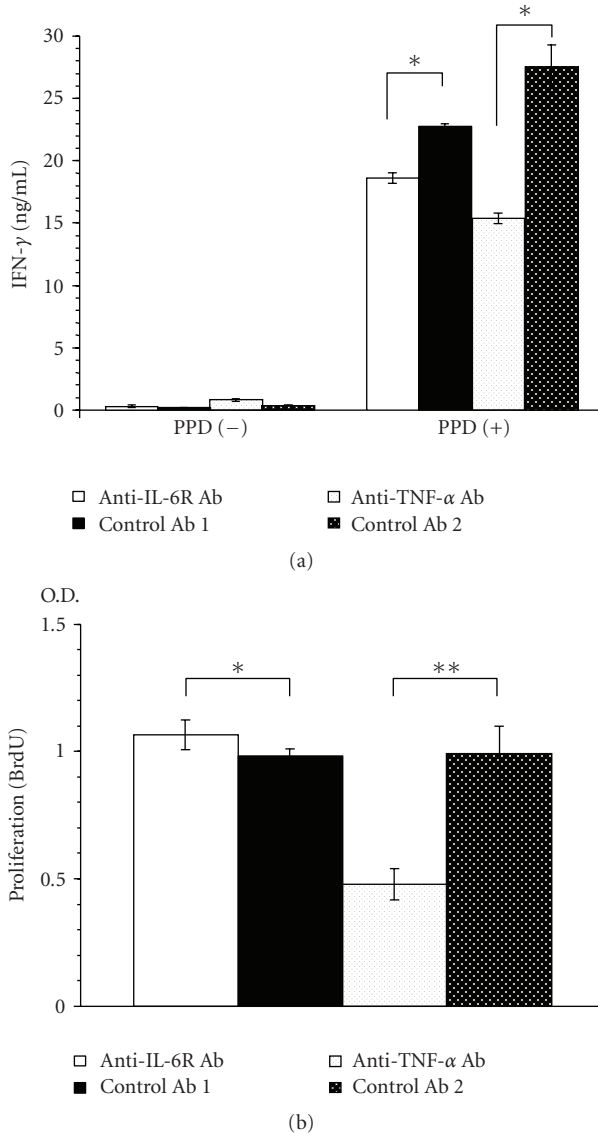 30
25
20
15
10
5
0
IFN-γ (ng/mL)
*
*
PPD (−)
PPD (+)
Anti-IL-6R Ab
Anti-TNF-α Ab
Control Ab 1
Control Ab 2
(a)
O.D.
1.5
1
0.5
0
Proliferation (BrdU)
*
**
Anti-IL-6R Ab
Anti-TNF-α Ab
Control Ab 1
Control Ab 2
(b)